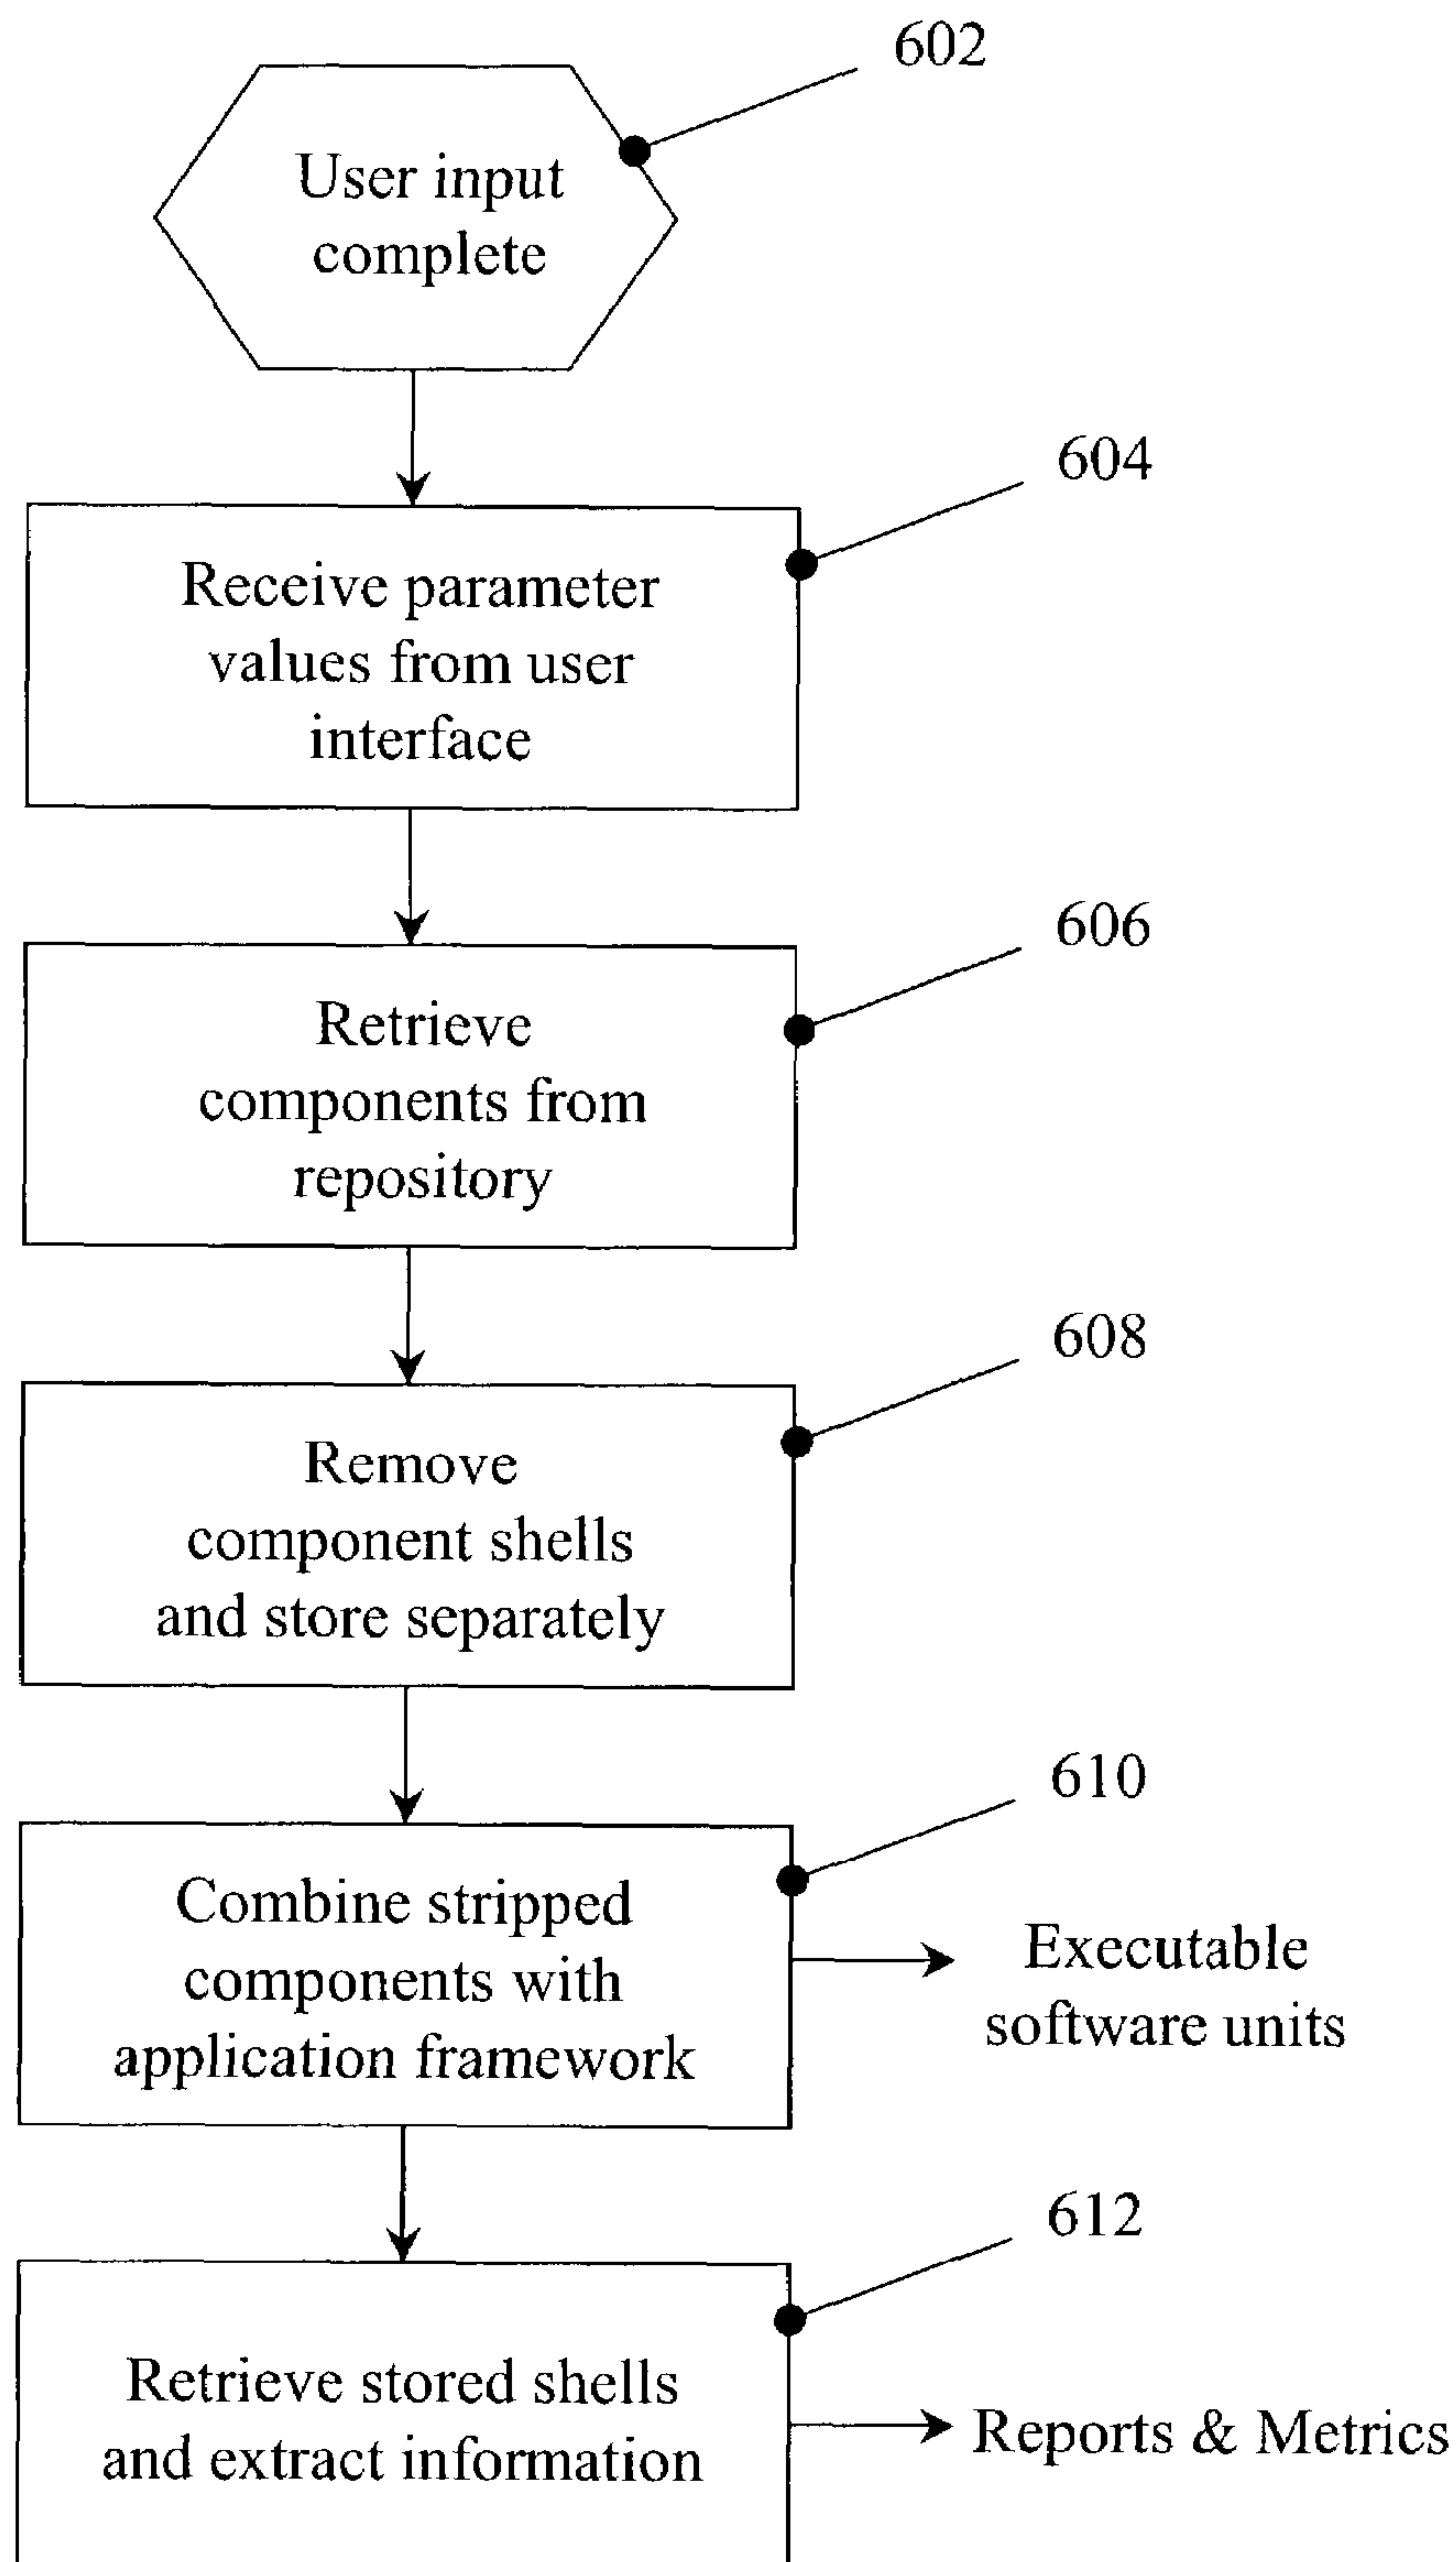 602
User input
complete
604
Receive parameter
values from user
interface
606
Retrieve
components from
repository
608
Remove
component shells
and store separately
610
Combine stripped
components with
application framework
Executable
software units
612
Retrieve stored shells
and extract information
Reports & Metrics